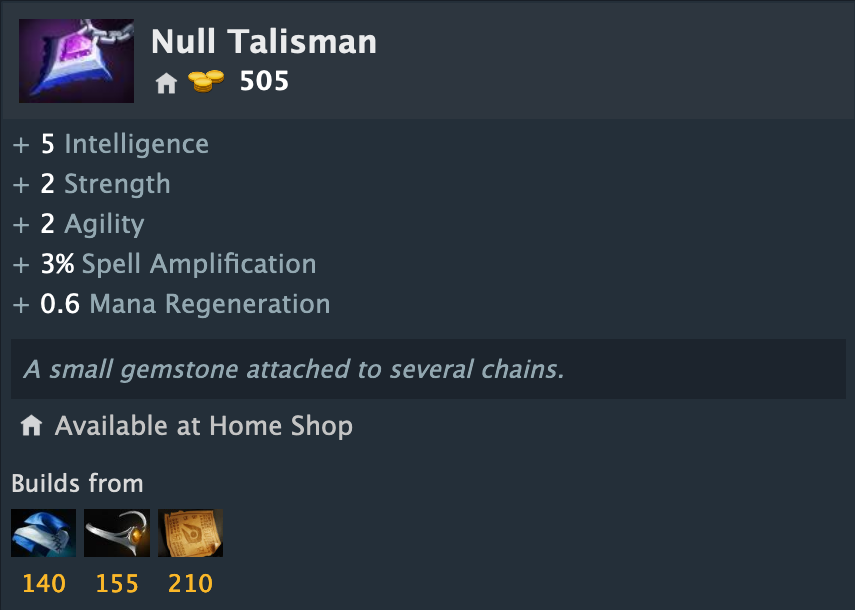 Null Talisman
505
+ 5 Intelligence
+ 2 Strength
+ 2 Agility
+ 3% Spell Amplification
+ 0.6 Mana Regeneration
A small gemstone attached to several chains.
Available at Home Shop
Builds from
140 155 210